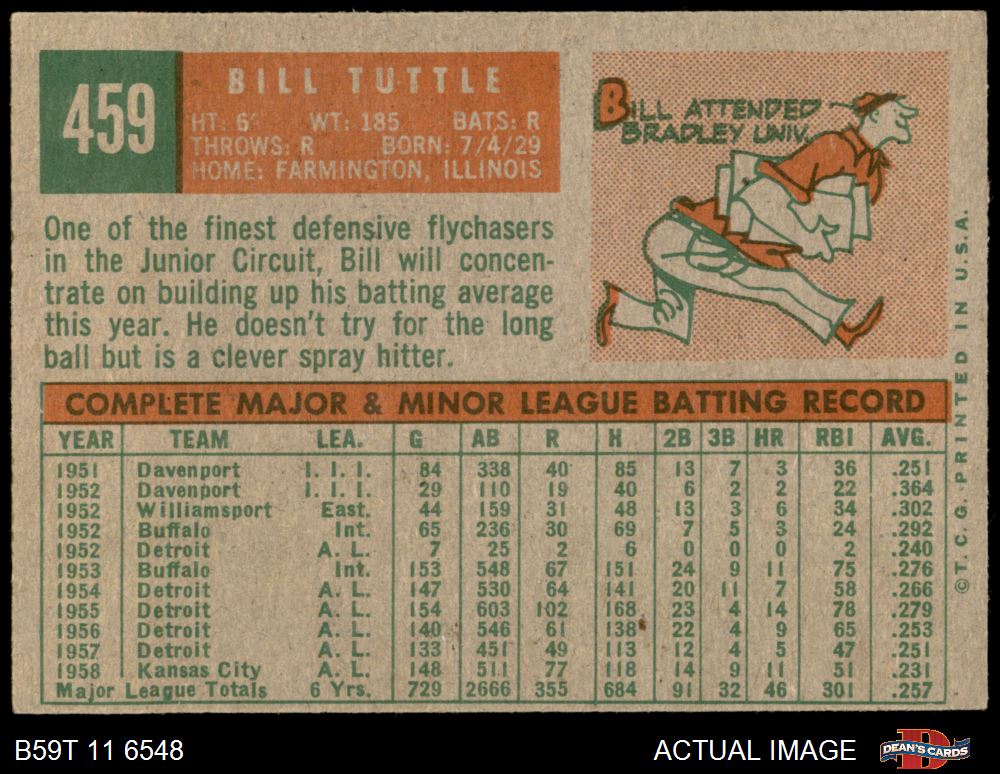 459
BILL TUTTLE
HT: 6' WT: 185 BATS: R
THROWS: R BORN: 7/4/29
HOME: FARMINGTON, ILLINOIS
BILL ATTENDED
BRADLEY UNIV.
One of the finest defensive flychasers
in the Junior Circuit, Bill will concen-
trate on building up his batting average
this year. He doesn't try for the long
ball but is a clever spray hitter.
COMPLETE MAJOR & MINOR LEAGUE BATTING RECORD
YEAR TEAM LEA. G AB R H 2B 3B HR RBI AVG.
1951 Davenport I. I. I. 84 338 40 85 13 7 3 36 .251
1952 Davenport I. I. I. 29 110 19 40 6 2 2 22 .364
1952 Williamsport East. 44 159 31 48 13 3 6 34 .302
1952 Buffalo Int. 65 236 30 69 7 5 3 24 .292
1952 Detroit A. L. 7 25 2 6 0 0 0 2 .240
1953 Buffalo Int. 153 548 67 151 24 9 11 75 .276
1954 Detroit A. L. 147 530 64 141 20 11 7 58 .266
1955 Detroit A. L. 154 603 102 168 23 4 14 78 .279
1956 Detroit A. L. 140 546 61 138 22 4 9 65 .253
1957 Detroit A. L. 133 451 49 113 12 4 5 47 .251
1958 Kansas City A. L. 148 511 77 118 14 9 11 51 .231
Major League Totals 6 Yrs. 729 2666 355 684 91 32 46 301 .257
©T.C.G. PRINTED IN U.S.A.
B59T 11 6548
ACTUAL IMAGE
DEAN'S CARDS